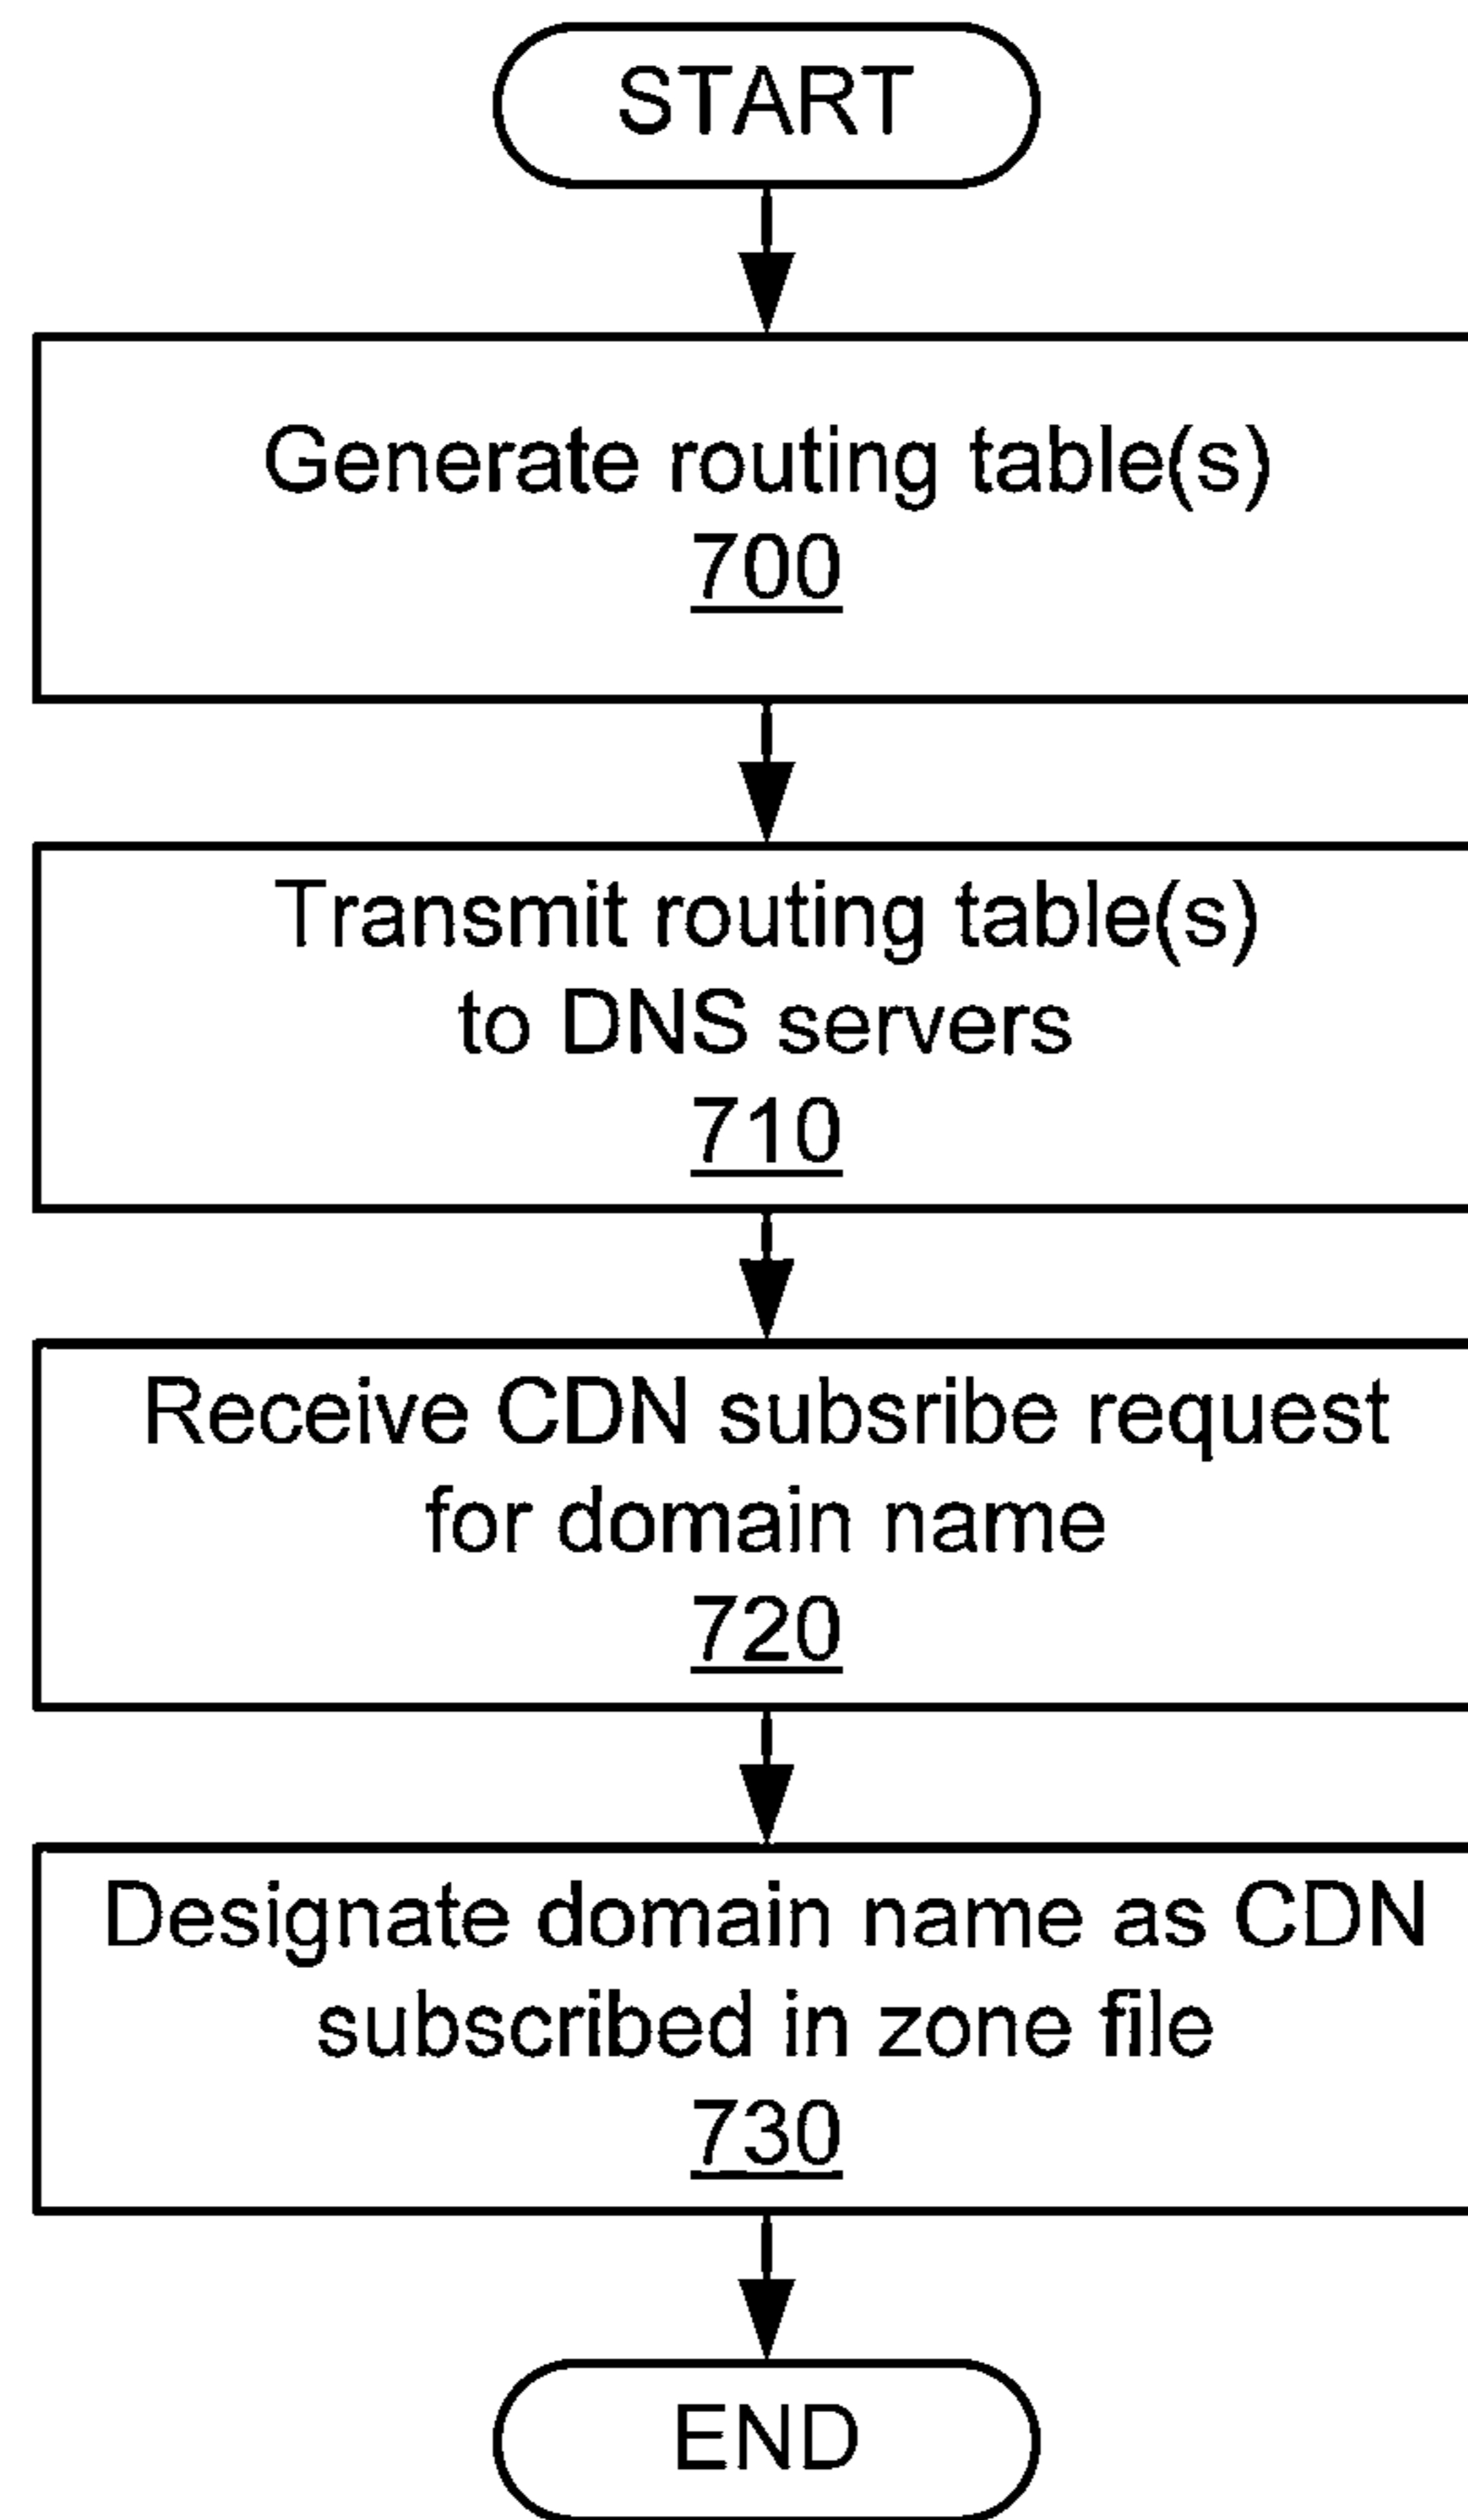 START
Generate routing table(s)
700
Transmit routing table(s)
to DNS servers
710
Receive CDN subsribe request
for domain name
720
Designate domain name as CDN
subscribed in zone file
730
END